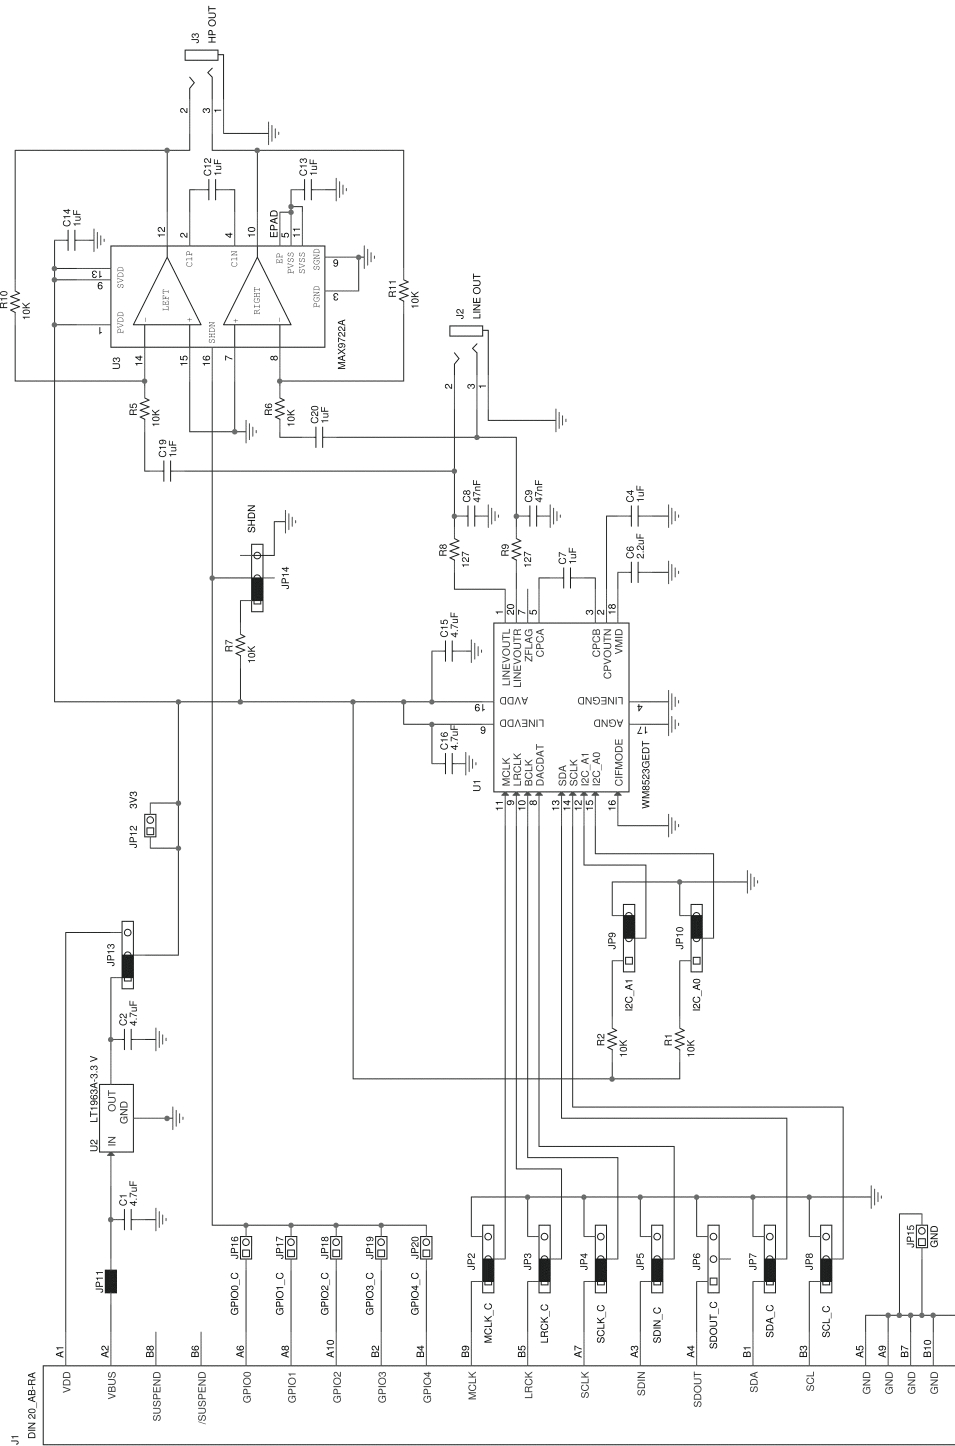 J3
HP OUT
2
3
1
R10
10K
C14
1uF
12
C12
1uF
C13
1uF
2
4
10
EPAD
5
11
13
9
1
SVDD
PVDD
C1P
C1N
EP
PVSS
SVSS
SGND
PGND
6
3
LEFT
RIGHT
SHDN
-
+
+
-
R11
10K
U3
MAX9722A
14
15
16
7
8
R5
10K
R6
10K
C19
1uF
C20
1uF
J2
LINE OUT
2
3
1
SHDN
JP14
R7
10K
C8
47nF
C9
47nF
R8
127
R9
127
C7
1uF
C4
1uF
C6
2.2uF
C15
4.7uF
C16
4.7uF
1
20
7
5
3
2
18
LINEVOUTL
LINEVOUTR
ZFLAG
CPCA
CPCB
CPVOUTN
VMID
19
AVDD
6
LINEVDD
LINEGND
4
AGND
17
MCLK
LRCLK
BCLK
DACDAT
SDA
SCLK
I2C_A1
I2C_A0
CIFMODE
U1
WM8523GEDT
11
9
10
8
13
14
12
15
16
3V3
JP12
JP13
C2
4.7uF
LT1963A-3.3 V
U2
IN
OUT
GND
C1
4.7uF
JP11
JP9
JP10
I2C_A1
I2C_A0
R2
10K
R1
10K
JP16
JP17
JP18
JP19
JP20
GPIO0_C
GPIO1_C
GPIO2_C
GPIO3_C
GPIO4_C
JP2
JP3
JP4
JP5
JP6
JP7
JP8
MCLK_C
LRCK_C
SCLK_C
SDIN_C
SDOUT_C
SDA_C
SCL_C
JP15
GND
A1
A2
B8
B6
A6
A8
A10
B2
B4
B9
B5
A7
A3
A4
B1
B3
A5
A9
B7
B10
VDD
VBUS
SUSPEND
/SUSPEND
GPIO0
GPIO1
GPIO2
GPIO3
GPIO4
MCLK
LRCK
SCLK
SDIN
SDOUT
SDA
SCL
GND
GND
GND
GND
J1
DIN 20_AB-RA